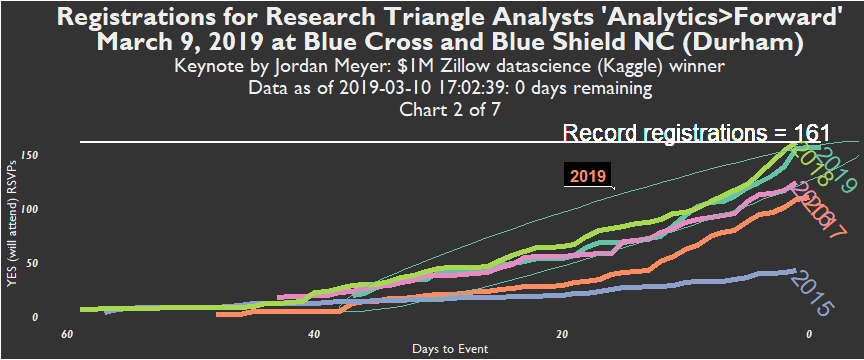 Registrations for Research Triangle Analysts 'Analytics>Forward'
March 9, 2019 at Blue Cross and Blue Shield NC (Durham)
Keynote by Jordan Meyer: $1M Zillow datascience (Kaggle) winner
Data as of 2019-03-10 17:02:39: 0 days remaining
Chart 2 of 7
Record registrations = 161
YES (will attend) RSVPs
150
100
50
0
2019
2018
2019
2016
2017
2015
60
40
20
0
Days to Event